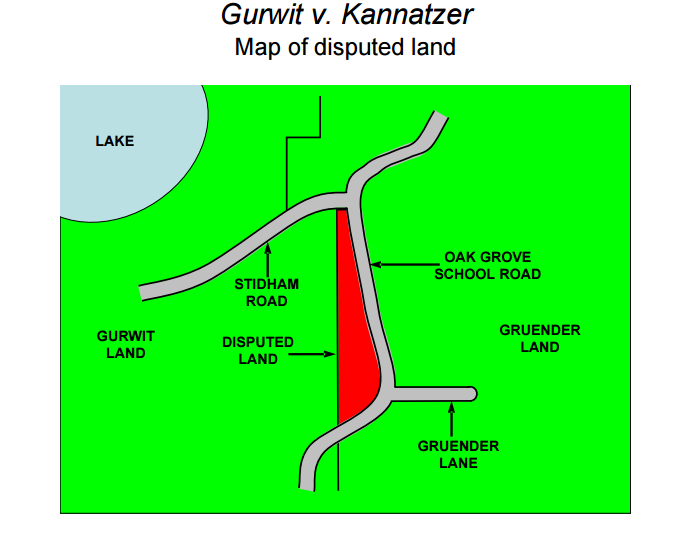 Gurwit v. Kannatzer
Map of disputed land
LAKE
OAK GROVE
SCHOOL ROAD
STIDHAM
ROAD
GURWIT
LAND
DISPUTED
LAND
GRUENDER
LAND
GRUENDER
LANE